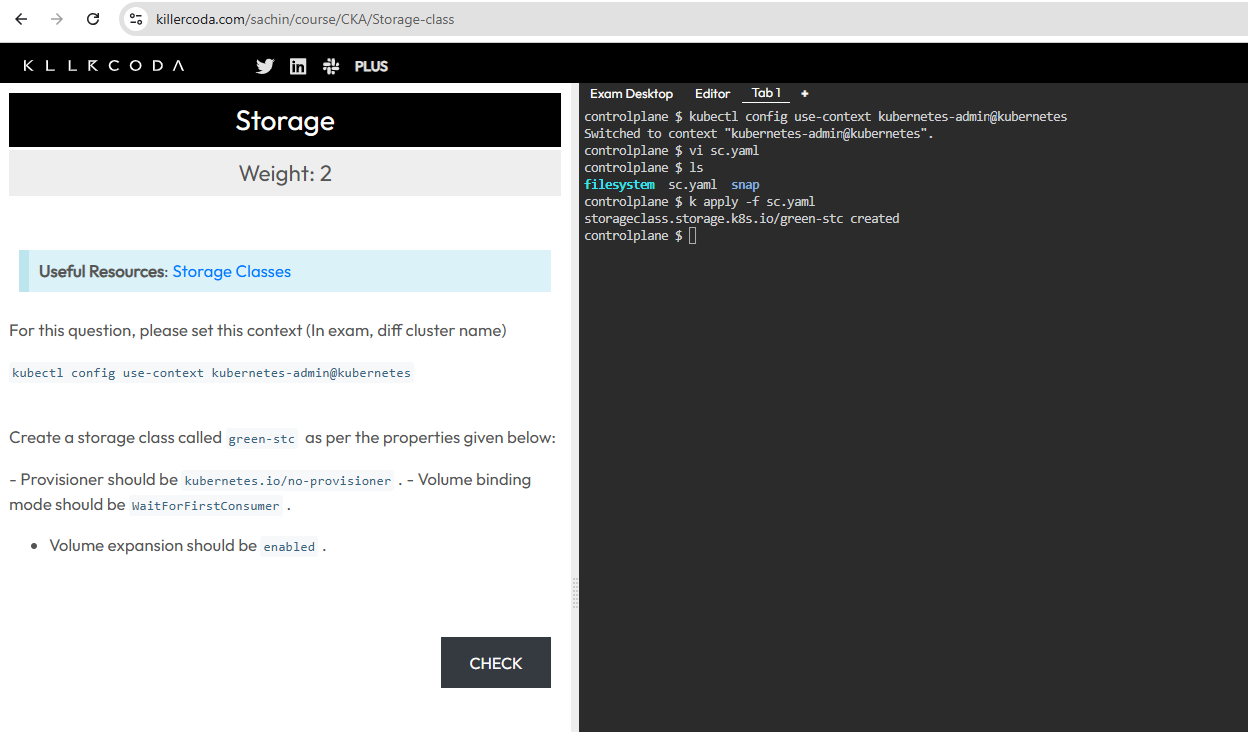 killercoda.com/sachin/course/CKA/Storage-class
KLLRCODA PLUS
Storage
Weight: 2
Useful Resources: Storage Classes
For this question, please set this context (In exam, diff cluster name)
kubectl config use-context kubernetes-admin@kubernetes
Create a storage class called green-stc as per the properties given below:
- Provisioner should be kubernetes.io/no-provisioner . - Volume binding
mode should be WaitForFirstConsumer .
• Volume expansion should be enabled .
CHECK
Exam Desktop Editor Tab 1 +
controlplane $ kubectl config use-context kubernetes-admin@kubernetes
Switched to context "kubernetes-admin@kubernetes".
controlplane $ vi sc.yaml
controlplane $ ls
filesystem sc.yaml snap
controlplane $ k apply -f sc.yaml
storageclass.storage.k8s.io/green-stc created
controlplane $